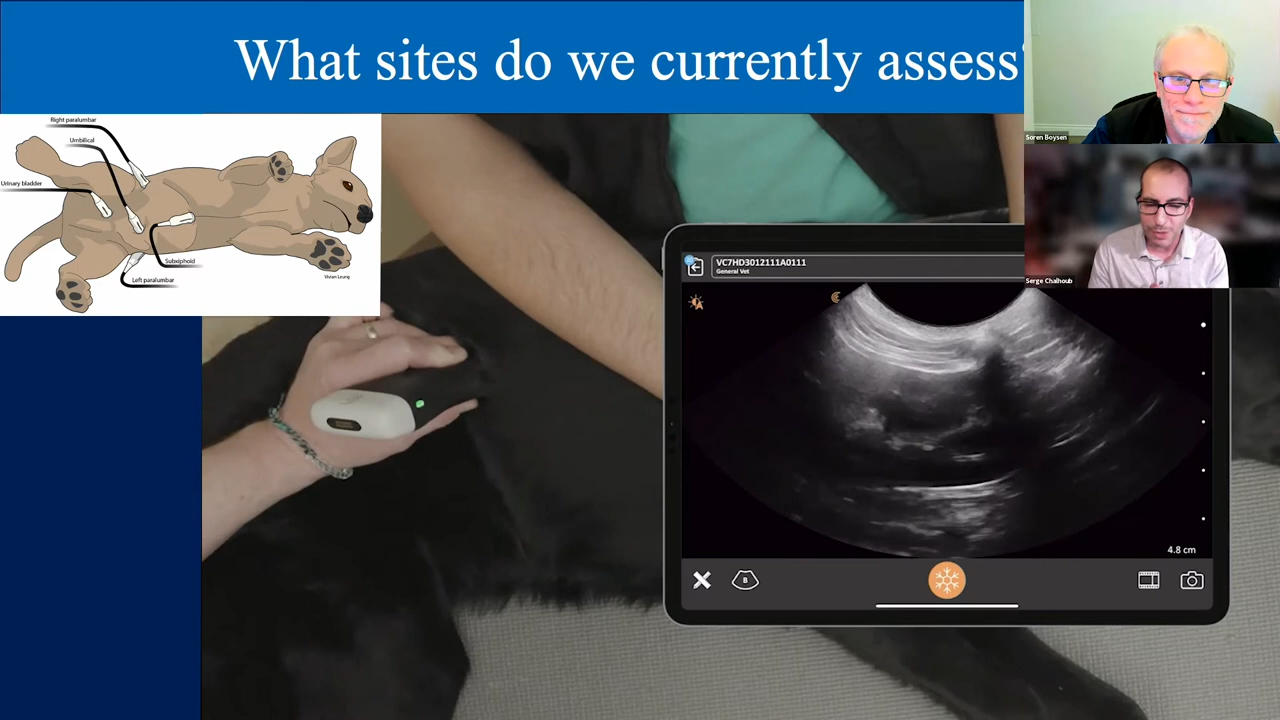 What sites do we currently assess
Right paralumbar
Umbilical
Urinary bladder
Subxiphoid
Left paralumbar
Vivian Leung
Soren Boysen
Serge Chalhoub
VC7HD3012111A0111
General Vet
B
4.8 cm